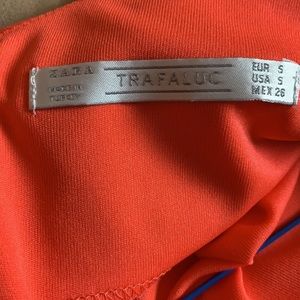 ZARA
TRAFALUC
EUR S
USA S
MEX 26